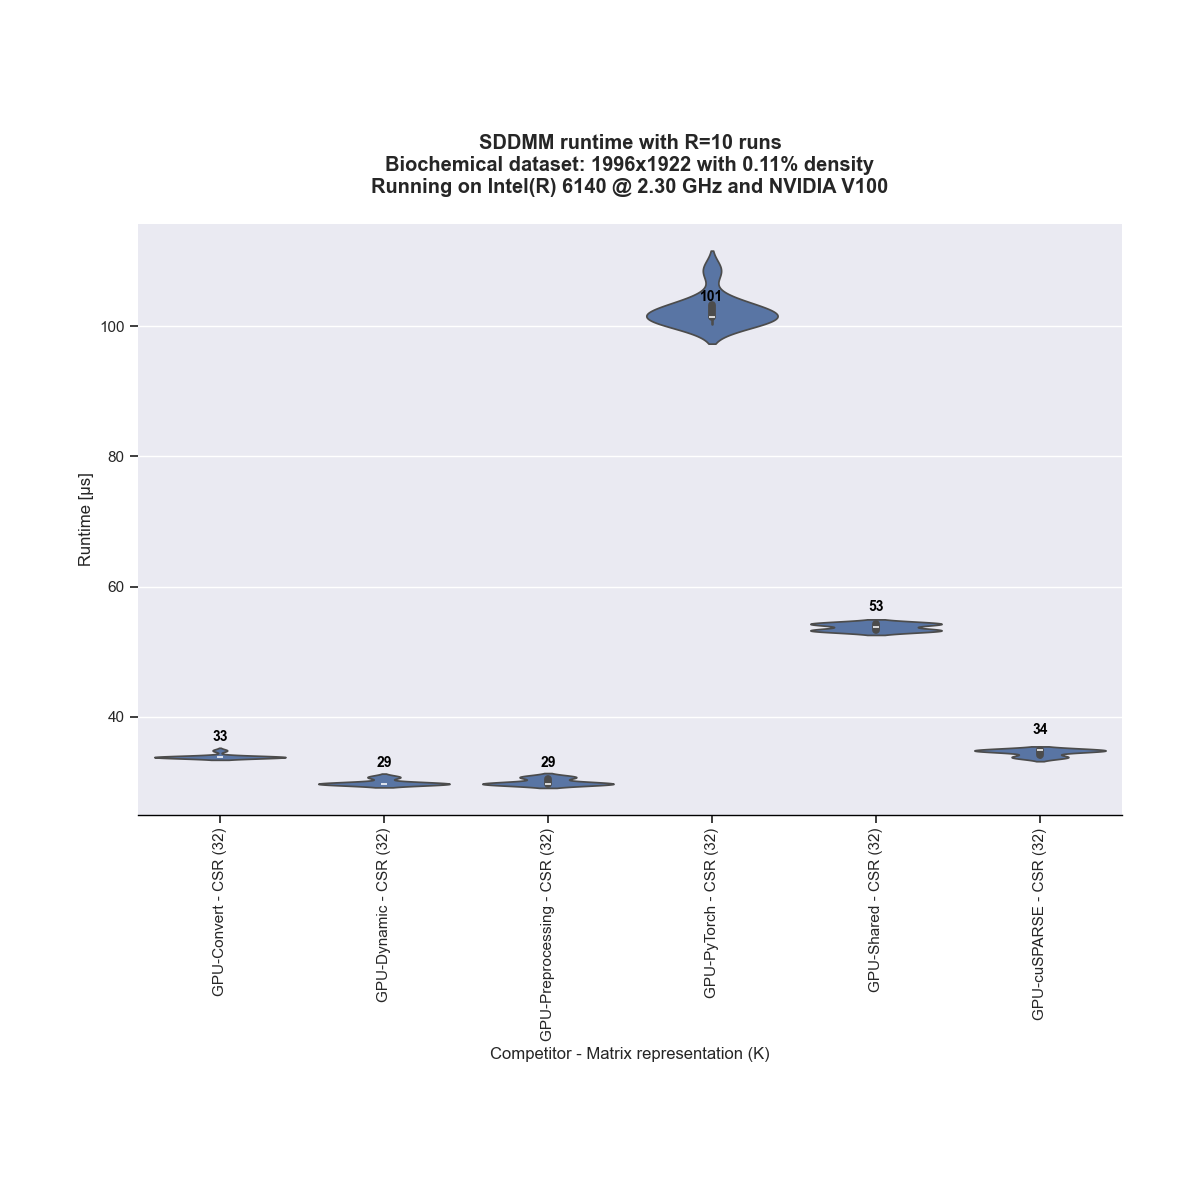 SDDMM runtime with R=10 runs
Biochemical dataset: 1996x1922 with 0.11% density
Running on Intel(R) 6140 @ 2.30 GHz and NVIDIA V100
Runtime [µs]
100
80
60
40
33
29
29
101
53
34
GPU-Convert - CSR (32)
GPU-Dynamic - CSR (32)
GPU-Preprocessing - CSR (32)
GPU-PyTorch - CSR (32)
GPU-Shared - CSR (32)
GPU-cuSPARSE - CSR (32)
Competitor - Matrix representation (K)